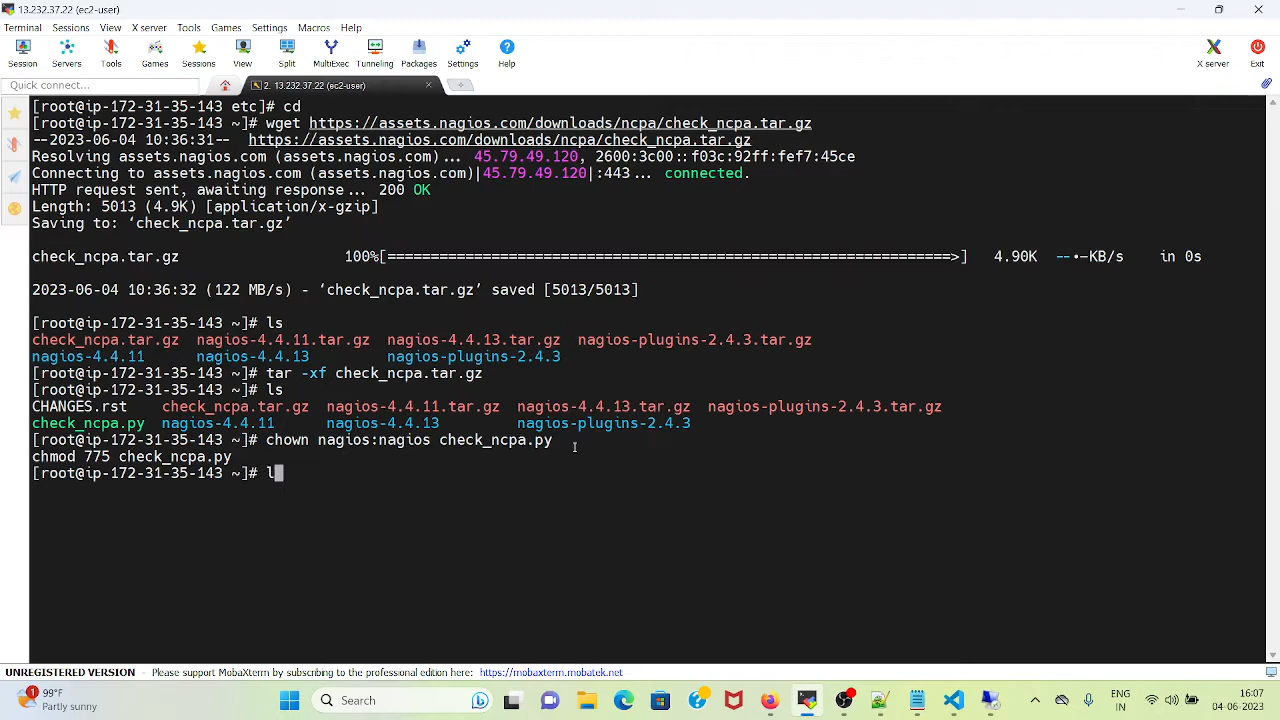 13.232.37.22 (ec2-user)
Terminal Sessions View X server Tools Games Settings Macros Help
Session Servers Tools Games Sessions View Split MultiExec Tunneling Packages Settings Help X server Exit
Quick connect... 2. 13.232.37.22 (ec2-user)
[root@ip-172-31-35-143 etc]# cd
[root@ip-172-31-35-143 ~]# wget https://assets.nagios.com/downloads/ncpa/check_ncpa.tar.gz
--2023-06-04 10:36:31-- https://assets.nagios.com/downloads/ncpa/check_ncpa.tar.gz
Resolving assets.nagios.com (assets.nagios.com)... 45.79.49.120, 2600:3c00::f03c:92ff:fef7:45ce
Connecting to assets.nagios.com (assets.nagios.com)|45.79.49.120|:443... connected.
HTTP request sent, awaiting response... 200 OK
Length: 5013 (4.9K) [application/x-gzip]
Saving to: ‘check_ncpa.tar.gz’
check_ncpa.tar.gz 100%[=====================================================================>] 4.90K --•-KB/s in 0s
2023-06-04 10:36:32 (122 MB/s) - ‘check_ncpa.tar.gz’ saved [5013/5013]
[root@ip-172-31-35-143 ~]# ls
check_ncpa.tar.gz nagios-4.4.11.tar.gz nagios-4.4.13.tar.gz nagios-plugins-2.4.3.tar.gz
nagios-4.4.11 nagios-4.4.13 nagios-plugins-2.4.3
[root@ip-172-31-35-143 ~]# tar -xf check_ncpa.tar.gz
[root@ip-172-31-35-143 ~]# ls
CHANGES.rst check_ncpa.tar.gz nagios-4.4.11.tar.gz nagios-4.4.13.tar.gz nagios-plugins-2.4.3.tar.gz
check_ncpa.py nagios-4.4.11 nagios-4.4.13 nagios-plugins-2.4.3
[root@ip-172-31-35-143 ~]# chown nagios:nagios check_ncpa.py
chmod 775 check_ncpa.py
[root@ip-172-31-35-143 ~]# l
UNREGISTERED VERSION - Please support MobaXterm by subscribing to the professional edition here: https://mobaxterm.mobatek.net
1 99°F Search ENG 16:07
Partly sunny IN 04-06-2023